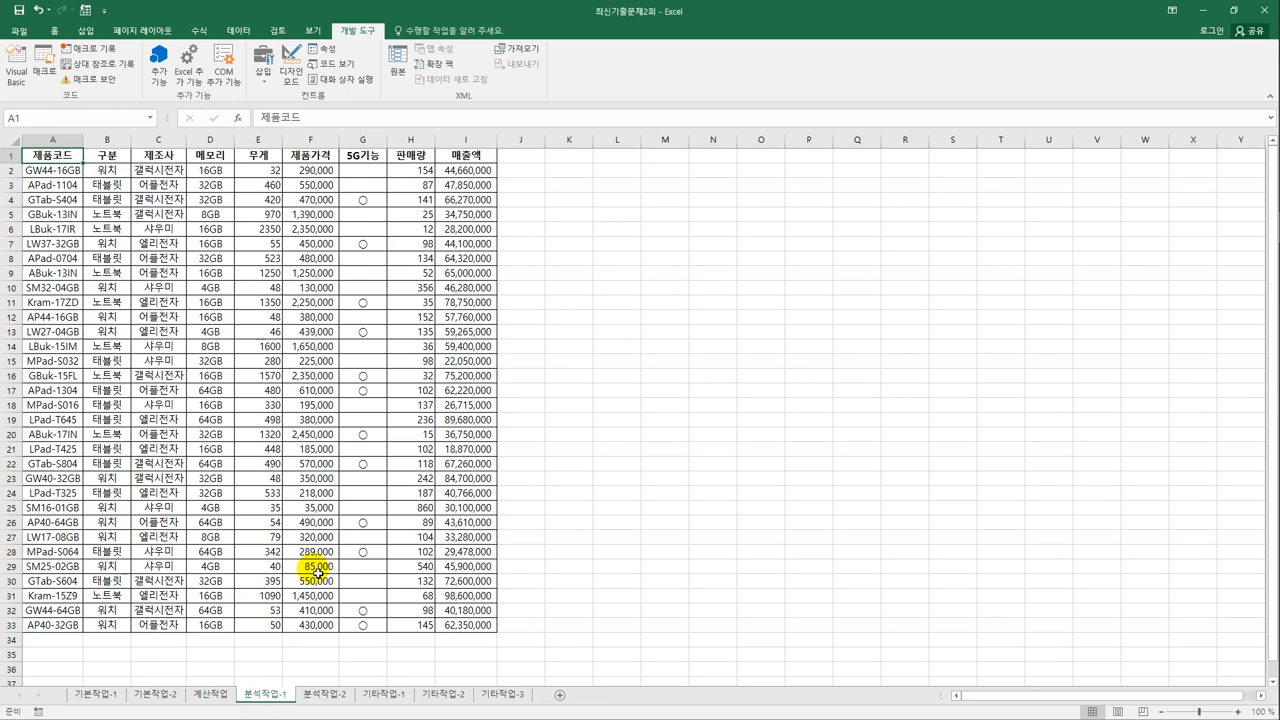 최신기출문제2회 - Excel
파일 홈 삽입 페이지 레이아웃 수식 데이터 검토 보기 개발 도구 수행할 작업을 알려 주세요. 로그인 공유
Visual Basic 매크로 매크로 기록 상대 참조로 기록 매크로 보안 추가 기능 Excel 추가 기능 COM 추가 기능 삽입 디자인 모드 속성 코드 보기 대화 상자 실행 원본 맵 속성 확장 팩 데이터 새로 고침 가져오기 내보내기
코드 추가 기능 컨트롤 XML
A1 fx 제품코드
A B C D E F G H I J K L M N O P Q R S T U V W X Y
1 제품코드 구분 제조사 메모리 무게 제품가격 5G기능 판매량 매출액
2 GW44-16GB 워치 갤럭시전자 16GB 32 290,000 154 44,660,000
3 APad-1104 태블릿 어플전자 32GB 460 550,000 87 47,850,000
4 GTab-S404 태블릿 갤럭시전자 32GB 420 470,000 ○ 141 66,270,000
5 GBuk-13IN 노트북 갤럭시전자 8GB 970 1,390,000 25 34,750,000
6 LBuk-17IR 노트북 샤우미 16GB 2350 2,350,000 12 28,200,000
7 LW37-32GB 워치 엘리전자 16GB 55 450,000 ○ 98 44,100,000
8 APad-0704 태블릿 어플전자 32GB 523 480,000 134 64,320,000
9 ABuk-13IN 노트북 어플전자 16GB 1250 1,250,000 52 65,000,000
10 SM32-04GB 워치 샤우미 4GB 48 130,000 356 46,280,000
11 Kram-17ZD 노트북 엘리전자 16GB 1350 2,250,000 ○ 35 78,750,000
12 AP44-16GB 워치 어플전자 16GB 48 380,000 152 57,760,000
13 LW27-04GB 워치 엘리전자 4GB 46 439,000 ○ 135 59,265,000
14 LBuk-15IM 노트북 샤우미 8GB 1600 1,650,000 36 59,400,000
15 MPad-S032 태블릿 샤우미 32GB 280 225,000 98 22,050,000
16 GBuk-15FL 노트북 갤럭시전자 16GB 1570 2,350,000 ○ 32 75,200,000
17 APad-1304 태블릿 어플전자 64GB 480 610,000 ○ 102 62,220,000
18 MPad-S016 태블릿 샤우미 16GB 330 195,000 137 26,715,000
19 LPad-T645 태블릿 엘리전자 64GB 498 380,000 236 89,680,000
20 ABuk-17IN 노트북 어플전자 32GB 1320 2,450,000 ○ 15 36,750,000
21 LPad-T425 태블릿 엘리전자 16GB 448 185,000 102 18,870,000
22 GTab-S804 태블릿 갤럭시전자 64GB 490 570,000 ○ 118 67,260,000
23 GW40-32GB 워치 갤럭시전자 32GB 48 350,000 242 84,700,000
24 LPad-T325 태블릿 엘리전자 32GB 533 218,000 187 40,766,000
25 SM16-01GB 워치 샤우미 4GB 35 35,000 860 30,100,000
26 AP40-64GB 워치 어플전자 64GB 54 490,000 ○ 89 43,610,000
27 LW17-08GB 워치 엘리전자 8GB 79 320,000 104 33,280,000
28 MPad-S064 태블릿 샤우미 64GB 342 289,000 ○ 102 29,478,000
29 SM25-02GB 워치 샤우미 4GB 40 85,000 540 45,900,000
30 GTab-S604 태블릿 갤럭시전자 32GB 395 550,000 132 72,600,000
31 Kram-15Z9 노트북 엘리전자 16GB 1090 1,450,000 68 98,600,000
32 GW44-64GB 워치 갤럭시전자 64GB 53 410,000 ○ 98 40,180,000
33 AP40-32GB 워치 어플전자 16GB 50 430,000 ○ 145 62,350,000
34
35
36
37
기본작업-1 기본작업-2 계산작업 분석작업-1 분석작업-2 기타작업-1 기타작업-2 기타작업-3
준비 100 %